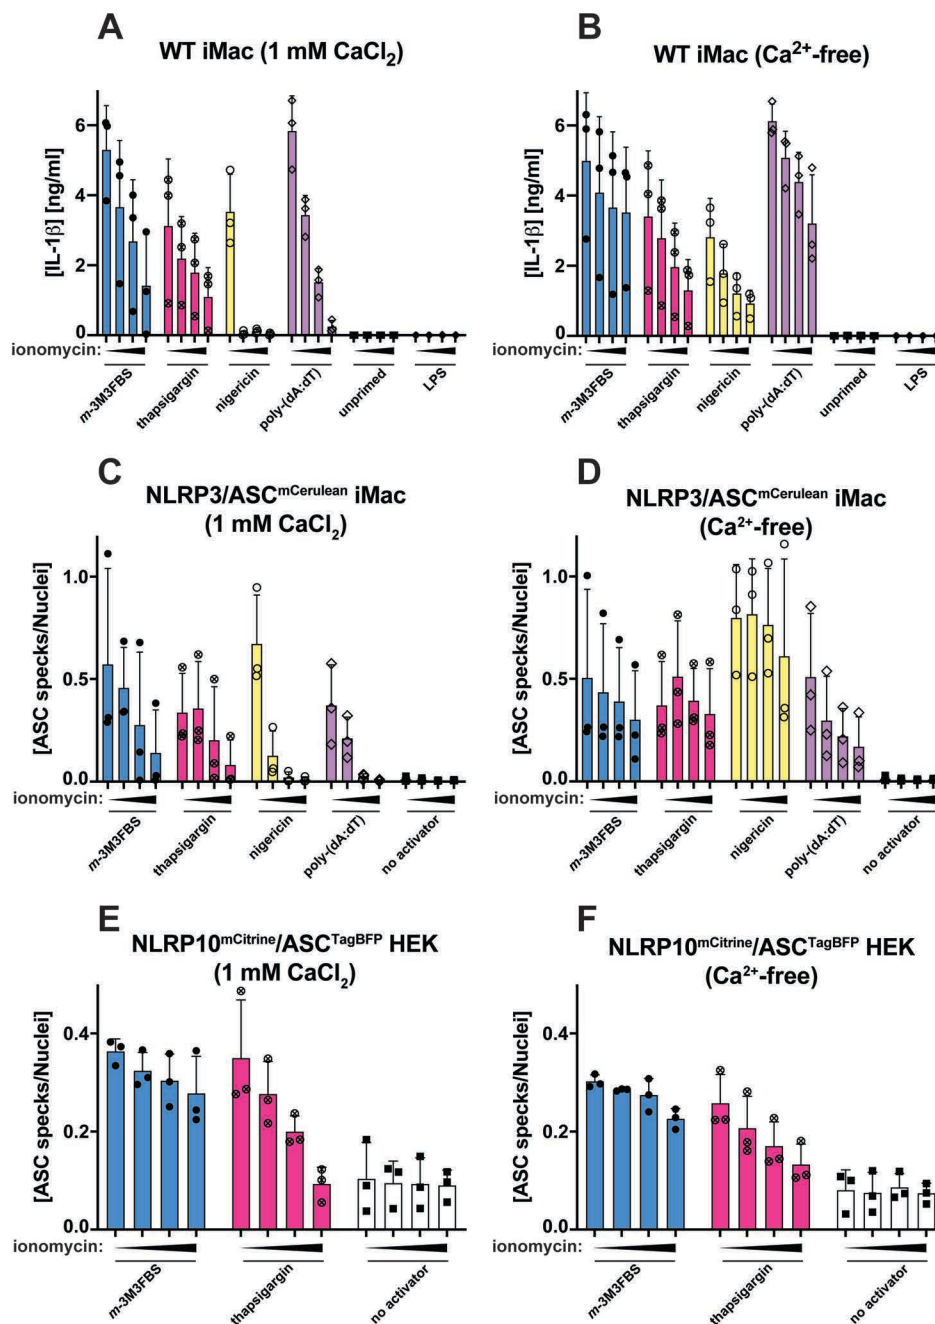 A
WT iMac (1 mM CaCl₂)
[IL-1β] [ng/ml]
6
4
2
0
ionomycin:
m-3M3FBS
thapsigargin
nigericin
poly-(dA:dT)
unprimed
LPS
B
WT iMac (Ca²⁺-free)
[IL-1β] [ng/ml]
6
4
2
0
ionomycin:
m-3M3FBS
thapsigargin
nigericin
poly-(dA:dT)
unprimed
LPS
C
NLRP3/ASCᵐᶜᵉʳᵘˡᵉᵃⁿ iMac
(1 mM CaCl₂)
[ASC specks/Nuclei]
1.0
0.5
0.0
ionomycin:
m-3M3FBS
thapsigargin
nigericin
poly-(dA:dT)
no activator
D
NLRP3/ASCᵐᶜᵉʳᵘˡᵉᵃⁿ iMac
(Ca²⁺-free)
[ASC specks/Nuclei]
1.0
0.5
0.0
ionomycin:
m-3M3FBS
thapsigargin
nigericin
poly-(dA:dT)
no activator
E
NLRP10ᵐᶜⁱᵗʳⁱⁿᵉ/ASCᵀᵃᵍᴮᶠᴾ HEK
(1 mM CaCl₂)
[ASC specks/Nuclei]
0.4
0.2
0.0
ionomycin:
m-3M3FBS
thapsigargin
no activator
F
NLRP10ᵐᶜⁱᵗʳⁱⁿᵉ/ASCᵀᵃᵍᴮᶠᴾ HEK
(Ca²⁺-free)
[ASC specks/Nuclei]
0.4
0.2
0.0
ionomycin:
m-3M3FBS
thapsigargin
no activator